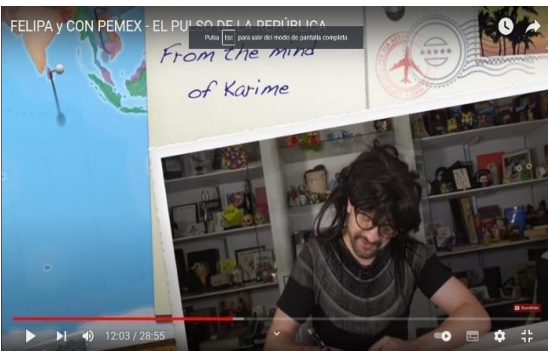 FELIPA y CON PEMEX - EL PULSO DE LA REPÚBLICA
Pulsa Esc para salir del modo de pantalla completa
From the mind
of Karime
Suscribirse
12:03 / 28:55